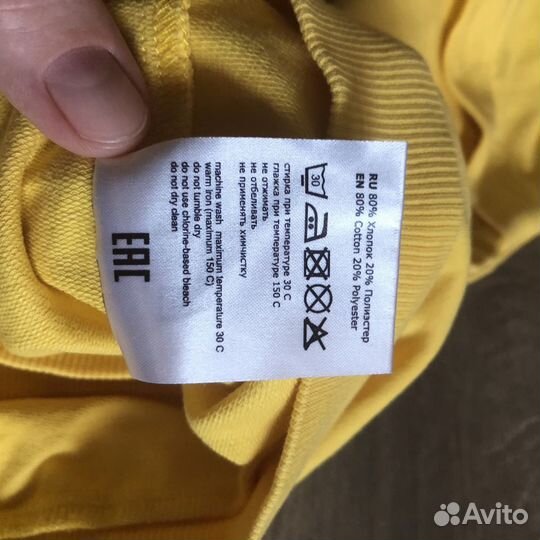 RU 80% Хлопок 20% Полиэстер
EN 80% Cotton 20% Polyester
30
стирка при температуре 30 С
глажка при температуре 150 С
не отжимать
не отбеливать
не применять химчистку
machine wash maximum temperature 30 C
warm iron (maximum 150 C)
do not tumble dry
do not use chlorine-based bleach
do not dry clean
EAC
Avito